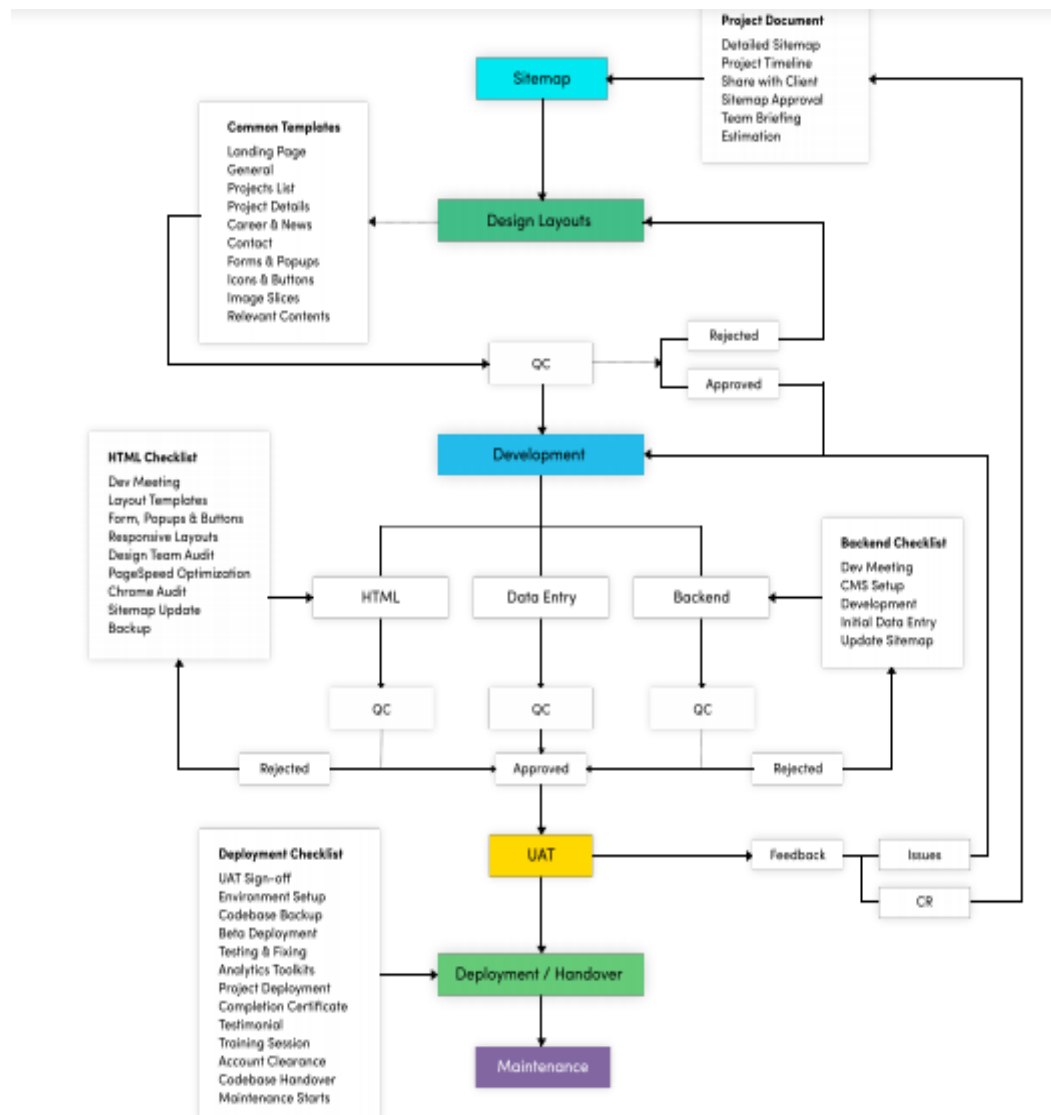 Project Document
Detailed Sitemap
Project Timeline
Share with Client
Sitemap Approval
Team Briefing
Estimation
Sitemap
Common Templates
Landing Page
General
Projects List
Project Details
Career & News
Contact
Forms & Popups
Icons & Buttons
Image Slices
Relevant Contents
Design Layouts
Rejected
QC
Approved
Development
HTML Checklist
Dev Meeting
Layout Templates
Form, Popups & Buttons
Responsive Layouts
Design Team Audit
PageSpeed Optimization
Chrome Audit
Sitemap Update
Backup
HTML
Data Entry
Backend
Backend Checklist
Dev Meeting
CMS Setup
Development
Initial Data Entry
Update Sitemap
QC
QC
QC
Rejected
Approved
Rejected
UAT
Feedback
Issues
CR
Deployment Checklist
UAT Sign-off
Environment Setup
Codebase Backup
Beta Deployment
Testing & Fixing
Analytics Toolkits
Project Deployment
Completion Certificate
Testimonial
Training Session
Account Clearance
Codebase Handover
Maintenance Starts
Deployment / Handover
Maintenance